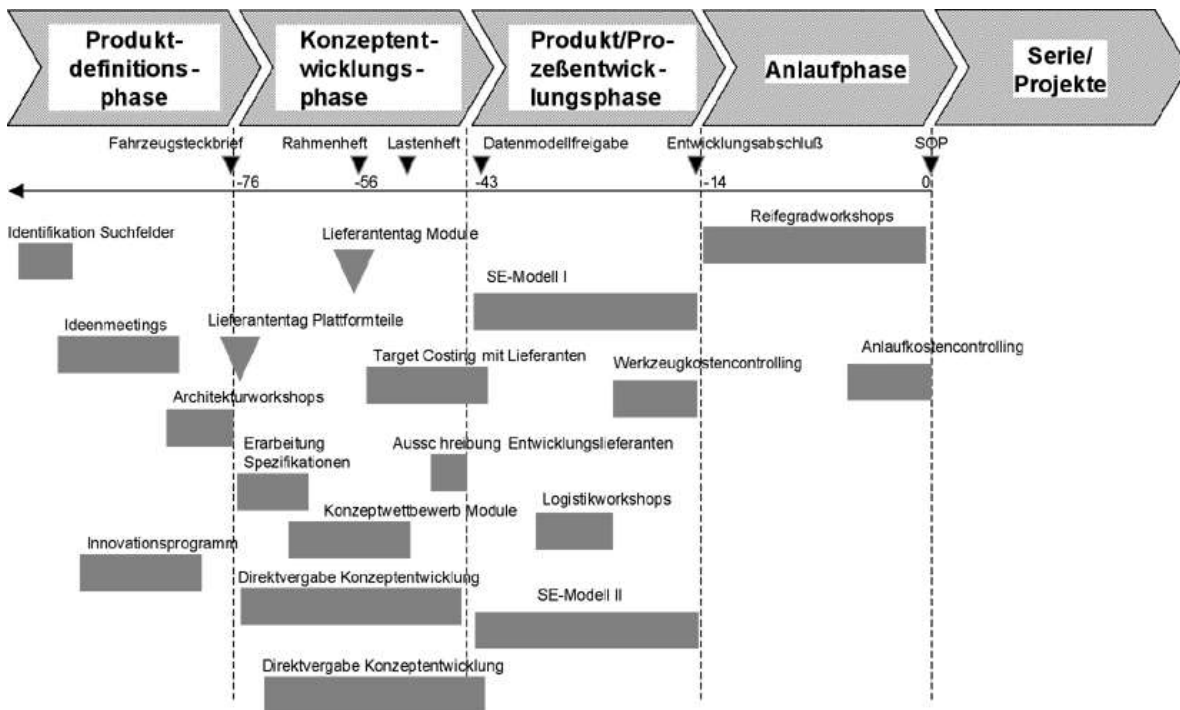 Produkt-
definitions-
phase
Konzeptent-
wicklungs-
phase
Produkt/Pro-
zeßentwick-
lungsphase
Anlaufphase
Serie/
Projekte
Fahrzeugsteckbrief
Rahmenheft
Lastenheft
Datenmodellfreigabe
Entwicklungsabschluß
SOP
-76
-56
-43
-14
0
Identifikation Suchfelder
Lieferantentag Module
Reifegradworkshops
SE-Modell I
Ideenmeetings
Lieferantentag Plattformteile
Target Costing mit Lieferanten
Werkzeugkostencontrolling
Anlaufkostencontrolling
Architekturworkshops
Erarbeitung
Spezifikationen
Ausschreibung Entwicklungslieferanten
Konzeptwettbewerb Module
Logistikworkshops
Innovationsprogramm
Direktvergabe Konzeptentwicklung
SE-Modell II
Direktvergabe Konzeptentwicklung